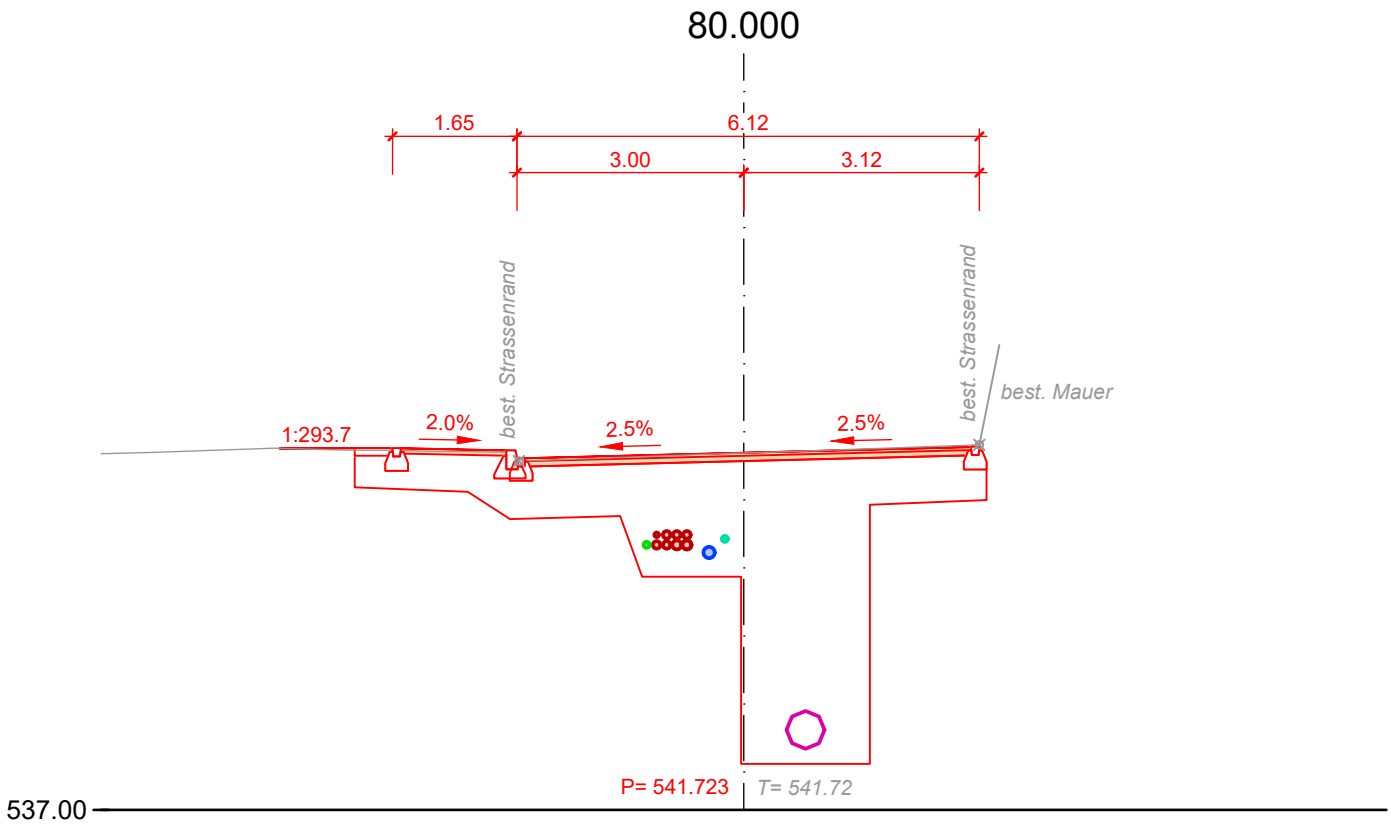 80.000
1.65
6.12
3.00
3.12
best. Strassenrand
best. Strassenrand
best. Mauer
1:293.7
2.0%
2.5%
2.5%
P= 541.723
T= 541.72
537.00